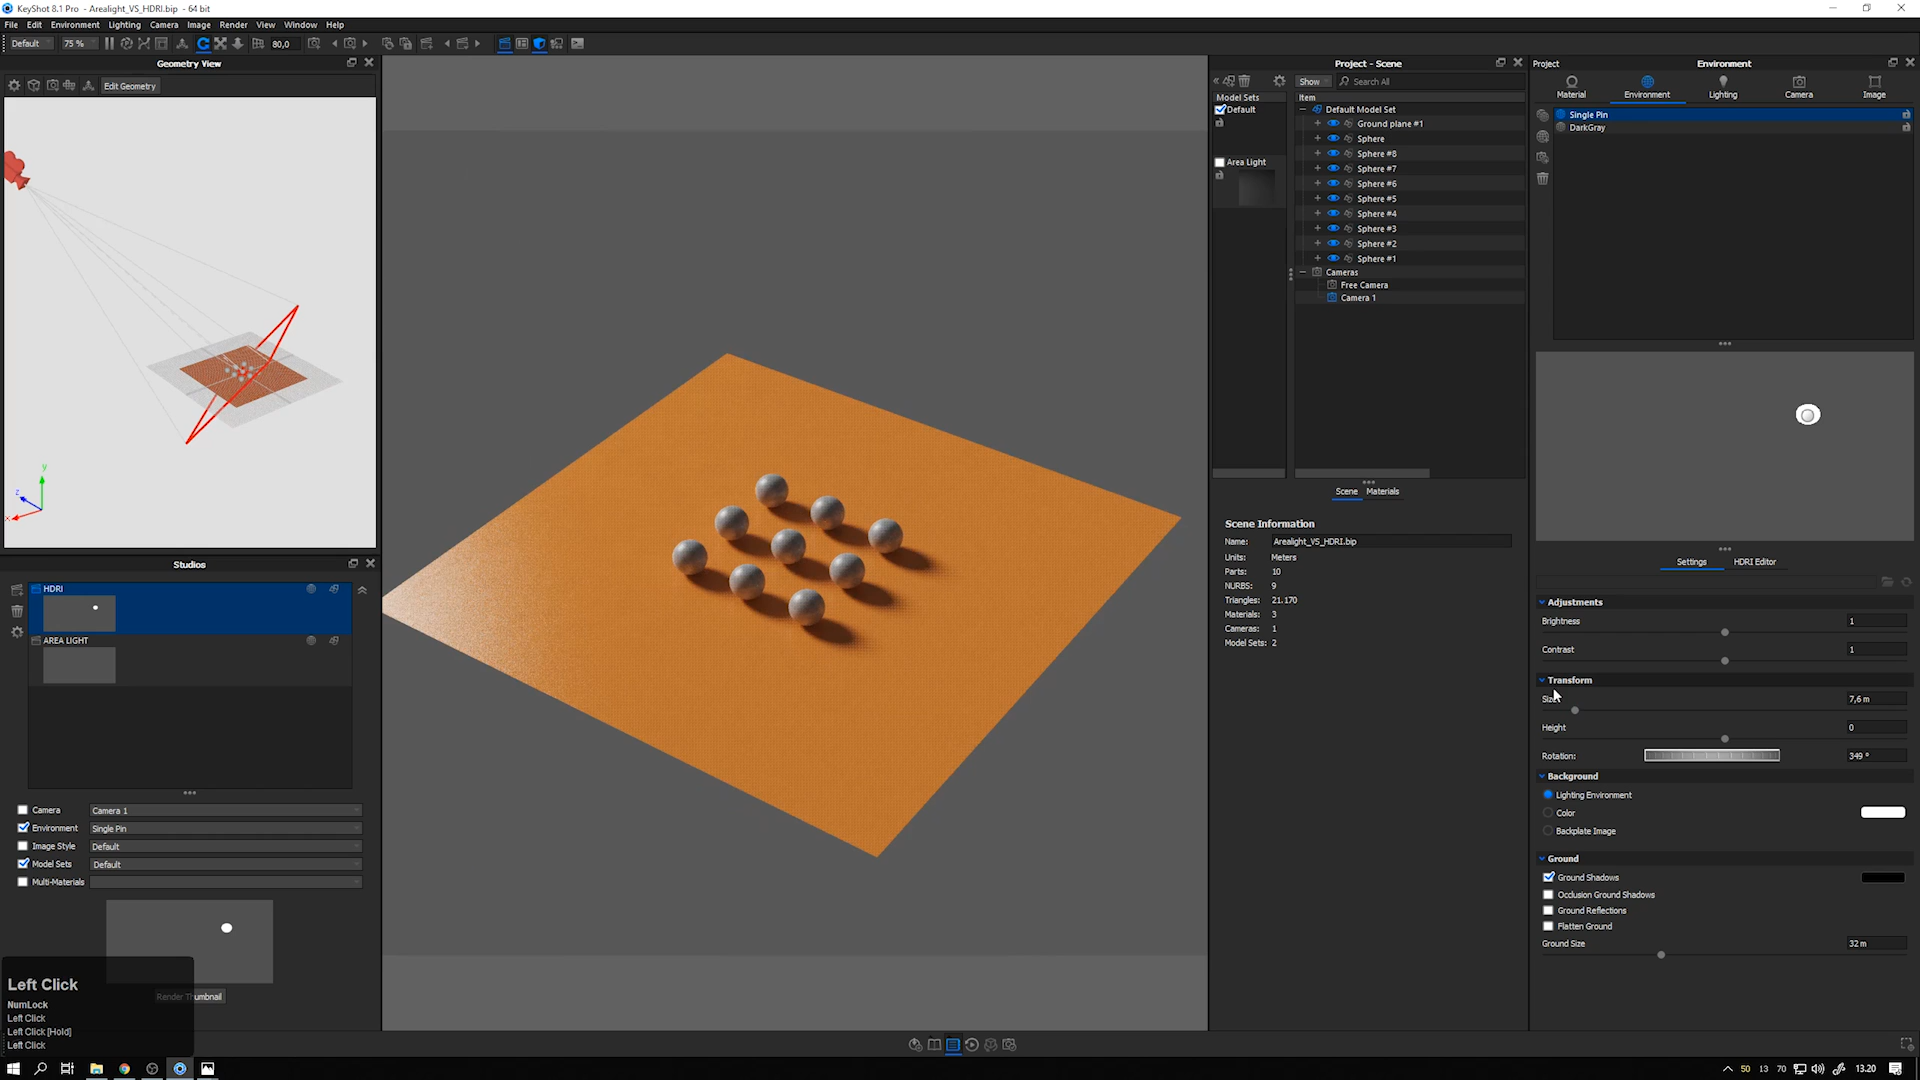 KeyShot 8.1 Pro - Arealight_VS_HDRI.bip - 64 bit
File Edit Environment Lighting Camera Image Render View Window Help
Default 75 % 80,0
Geometry View
Edit Geometry
y
z
x
Studios
HDRI
AREA LIGHT
Camera Camera 1
Environment Single Pin
Image Style Default
Model Sets Default
Multi-Materials
Render Thumbnail
Left Click
NumLock
Left Click
Left Click [Hold]
Left Click
Project - Scene
Show Search All
Model Sets
Default
Area Light
Item
Default Model Set
Ground plane #1
Sphere
Sphere #8
Sphere #7
Sphere #6
Sphere #5
Sphere #4
Sphere #3
Sphere #2
Sphere #1
Cameras
Free Camera
Camera 1
Scene Materials
Scene Information
Name: Arealight_VS_HDRI.bip
Units: Meters
Parts: 10
NURBS: 9
Triangles: 21.170
Materials: 3
Cameras: 1
Model Sets: 2
Project Environment
Material Environment Lighting Camera Image
Single Pin
DarkGray
Settings HDRI Editor
Adjustments
Brightness 1
Contrast 1
Transform
Size 7,6 m
Height 0
Rotation: 349 °
Background
Lighting Environment
Color
Backplate Image
Ground
Ground Shadows
Occlusion Ground Shadows
Ground Reflections
Flatten Ground
Ground Size 32 m
50 13 70 13.20